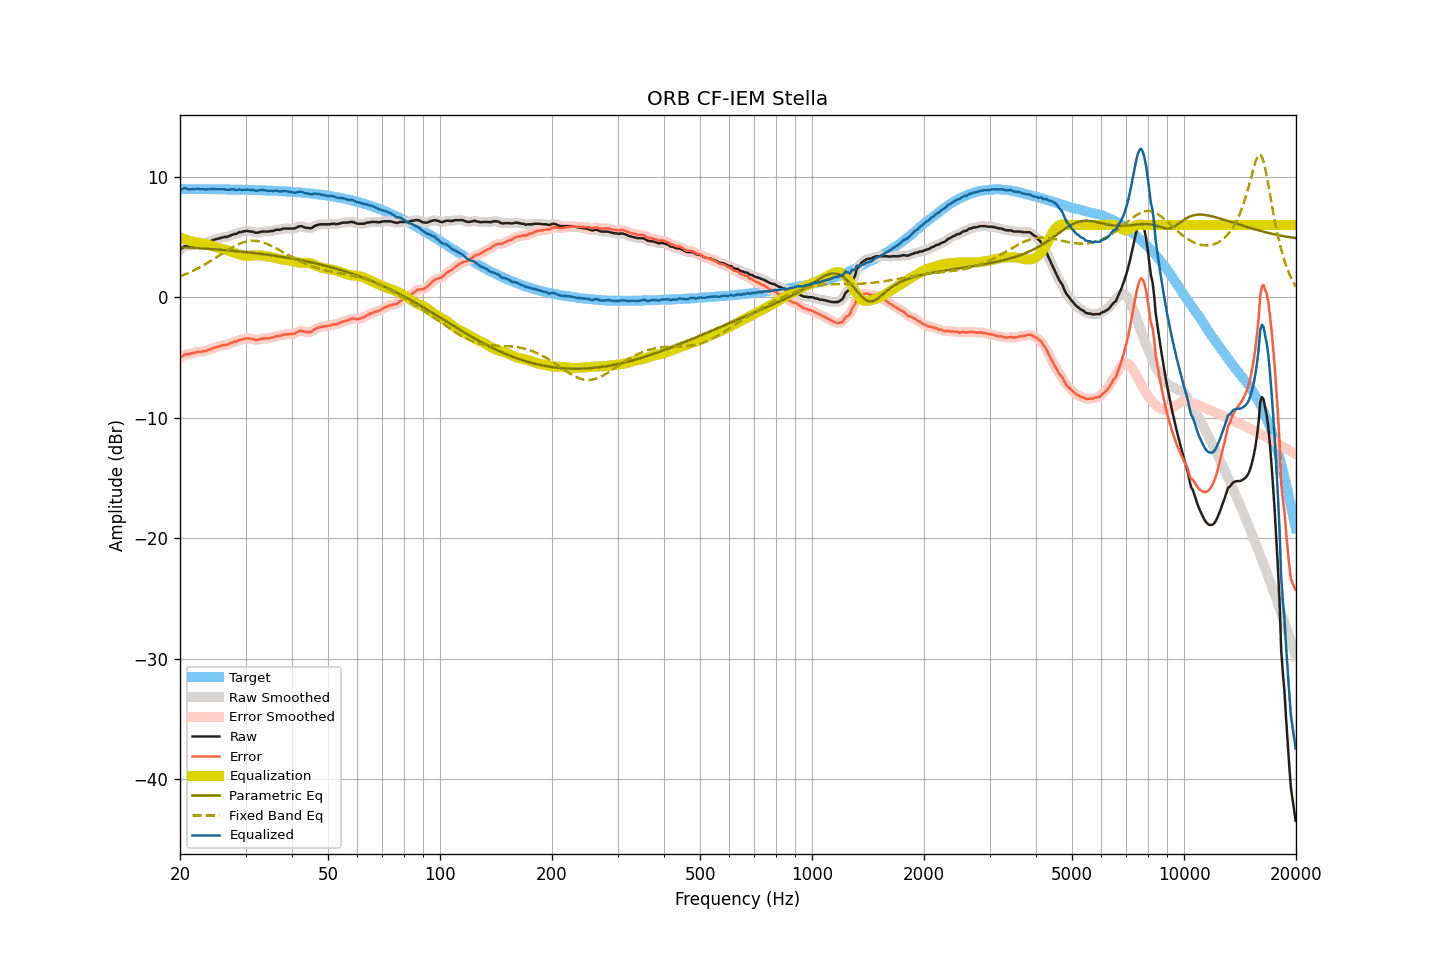 ORB CF-IEM Stella
Amplitude (dBr)
10
0
−10
−20
−30
−40
Target
Raw Smoothed
Error Smoothed
Raw
Error
Equalization
Parametric Eq
Fixed Band Eq
Equalized
20 50 100 200 500 1000 2000 5000 10000 20000
Frequency (Hz)